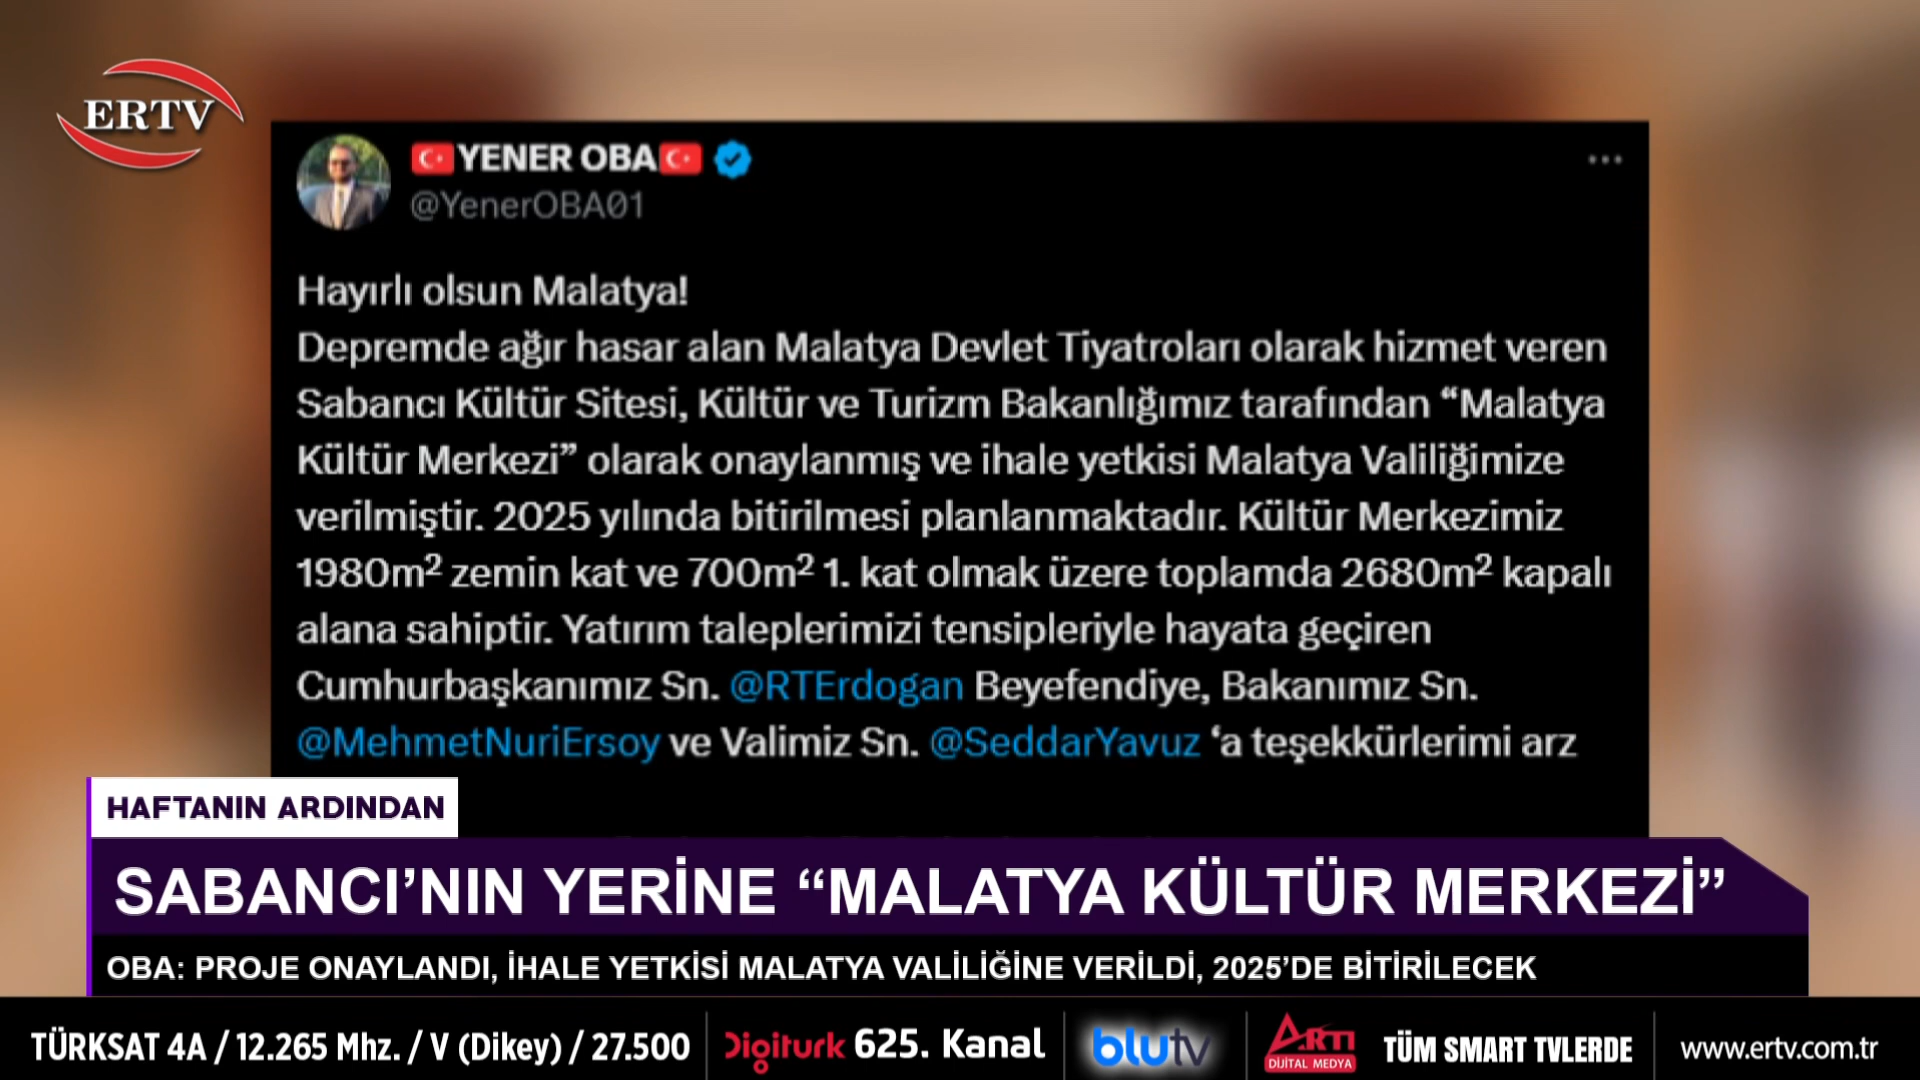 ERTV
YENER OBA
@YenerOBA01
Hayırlı olsun Malatya!
Depremde ağır hasar alan Malatya Devlet Tiyatroları olarak hizmet veren
Sabancı Kültür Sitesi, Kültür ve Turizm Bakanlığımız tarafından “Malatya
Kültür Merkezi” olarak onaylanmış ve ihale yetkisi Malatya Valiliğimize
verilmiştir. 2025 yılında bitirilmesi planlanmaktadır. Kültür Merkezimiz
1980m² zemin kat ve 700m² 1. kat olmak üzere toplamda 2680m² kapalı
alana sahiptir. Yatırım taleplerimizi tensipleriyle hayata geçiren
Cumhurbaşkanımız Sn. @RTErdogan Beyefendiye, Bakanımız Sn.
@MehmetNuriErsoy ve Valimiz Sn. @SeddarYavuz ‘a teşekkürlerimi arz
HAFTANIN ARDINDAN
SABANCI’NIN YERİNE “MALATYA KÜLTÜR MERKEZİ”
OBA: PROJE ONAYLANDI, İHALE YETKİSİ MALATYA VALİLİĞİNE VERİLDİ, 2025’DE BİTİRİLECEK
TÜRKSAT 4A / 12.265 Mhz. / V (Dikey) / 27.500 Digiturk 625. Kanal blutv ARTI DİJİTAL MEDYA TÜM SMART TVLERDE www.ertv.com.tr